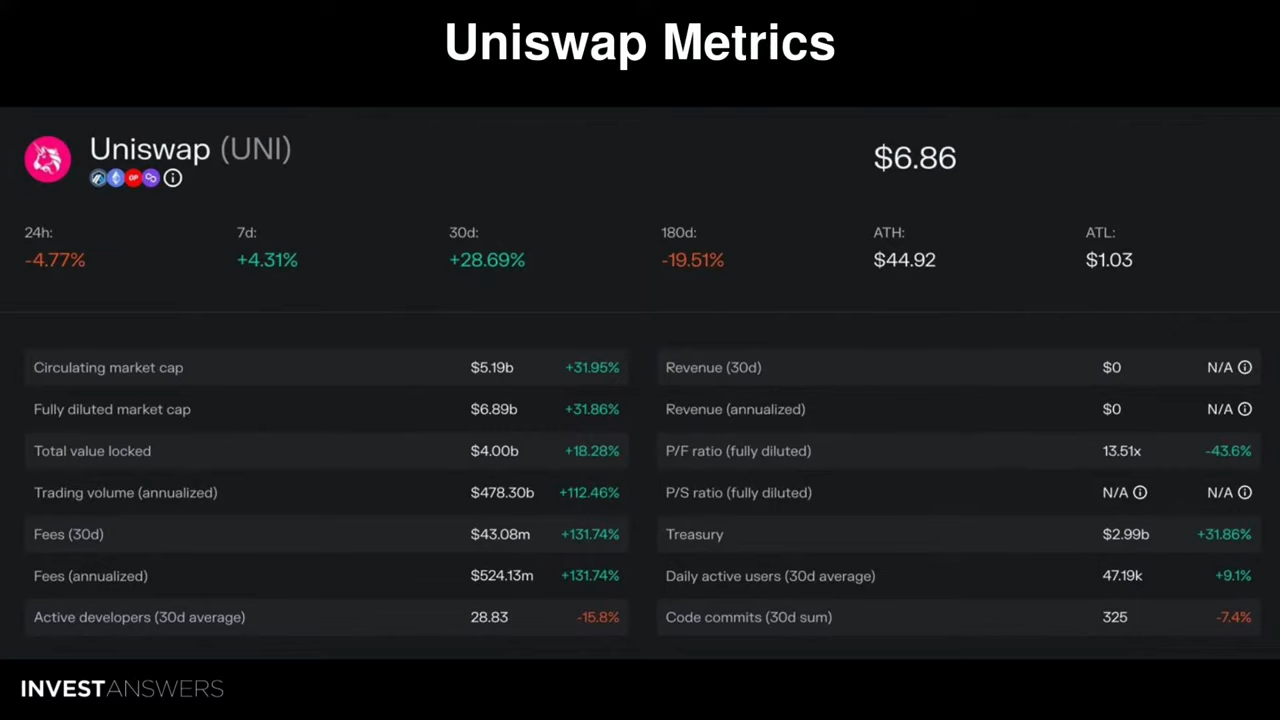 Uniswap Metrics
Uniswap (UNI)
$6.86
OP
24h: 7d: 30d: 180d: ATH: ATL:
-4.77% +4.31% +28.69% -19.51% $44.92 $1.03
Circulating market cap $5.19b +31.95% Revenue (30d) $0 N/A
Fully diluted market cap $6.89b +31.86% Revenue (annualized) $0 N/A
Total value locked $4.00b +18.28% P/F ratio (fully diluted) 13.51x -43.6%
Trading volume (annualized) $478.30b +112.46% P/S ratio (fully diluted) N/A N/A
Fees (30d) $43.08m +131.74% Treasury $2.99b +31.86%
Fees (annualized) $524.13m +131.74% Daily active users (30d average) 47.19k +9.1%
Active developers (30d average) 28.83 -15.8% Code commits (30d sum) 325 -7.4%
INVESTANSWERS